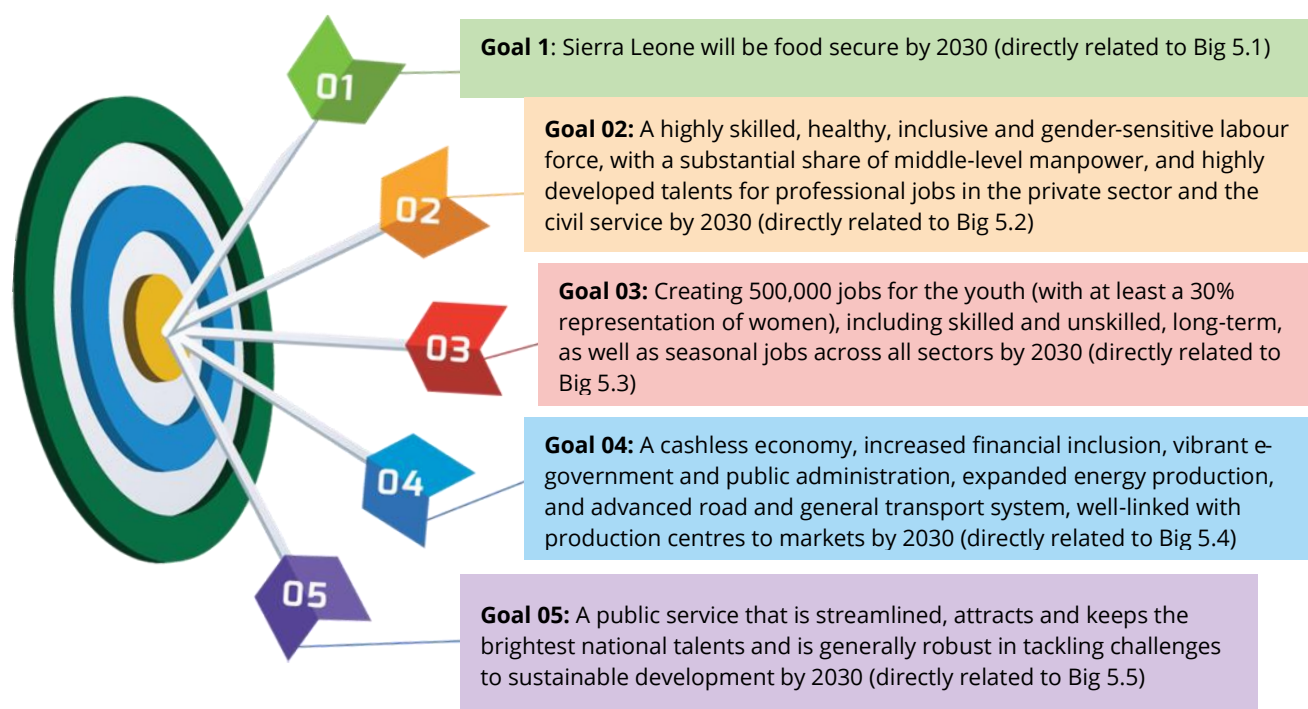 01
Goal 1: Sierra Leone will be food secure by 2030 (directly related to Big 5.1)
02
Goal 02: A highly skilled, healthy, inclusive and gender-sensitive labour
force, with a substantial share of middle-level manpower, and highly
developed talents for professional jobs in the private sector and the
civil service by 2030 (directly related to Big 5.2)
03
Goal 03: Creating 500,000 jobs for the youth (with at least a 30%
representation of women), including skilled and unskilled, long-term,
as well as seasonal jobs across all sectors by 2030 (directly related to
Big 5.3)
04
Goal 04: A cashless economy, increased financial inclusion, vibrant e-
government and public administration, expanded energy production,
and advanced road and general transport system, well-linked with
production centres to markets by 2030 (directly related to Big 5.4)
05
Goal 05: A public service that is streamlined, attracts and keeps the
brightest national talents and is generally robust in tackling challenges
to sustainable development by 2030 (directly related to Big 5.5)